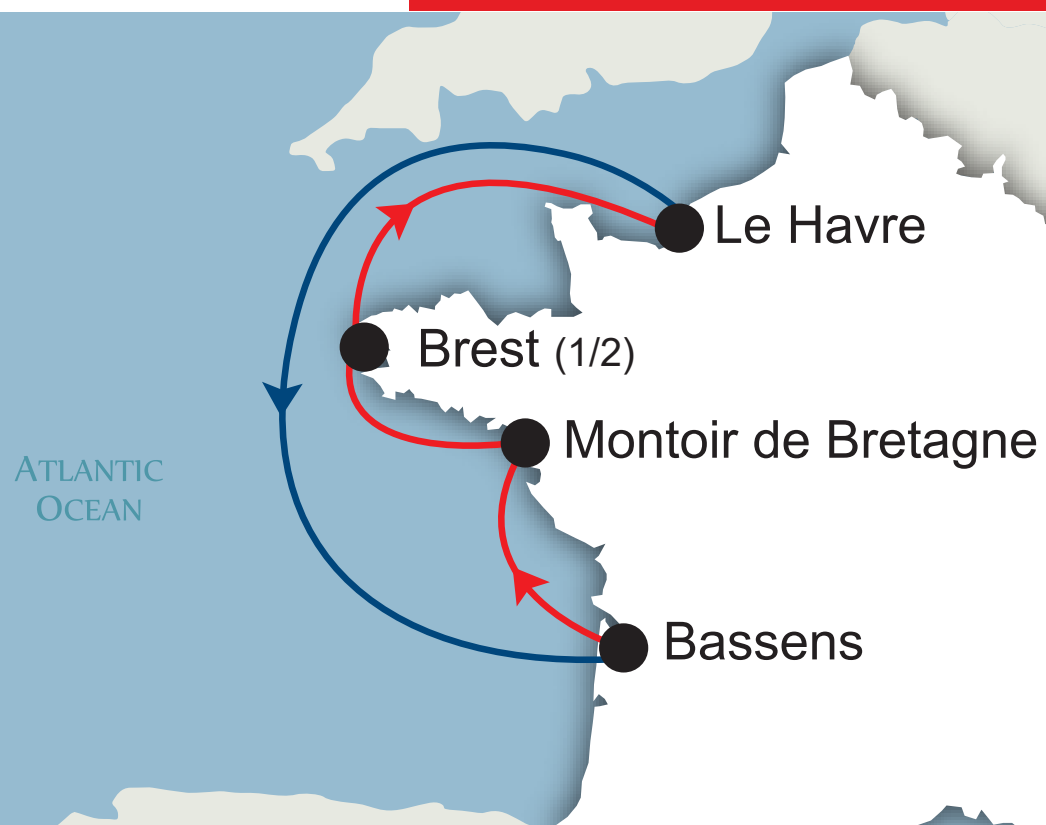 Le Havre
Brest (1/2)
Montoir de Bretagne
ATLANTIC
OCEAN
Bassens